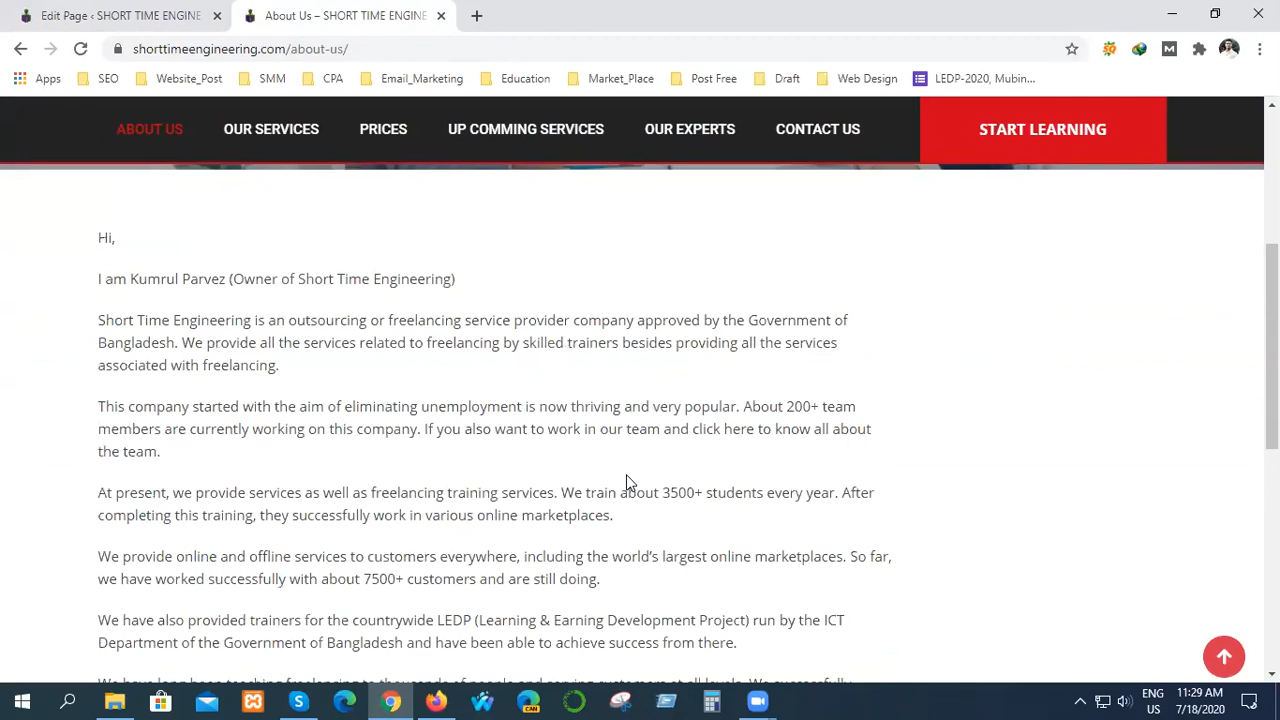 Edit Page ‹ SHORT TIME ENGINE
About Us – SHORT TIME ENGINE
shorttimeengineering.com/about-us/
Apps
SEO
Website_Post
SMM
CPA
Email_Marketing
Education
Market_Place
Post Free
Draft
Web Design
LEDP-2020, Mubin...
ABOUT US
OUR SERVICES
PRICES
UP COMMING SERVICES
OUR EXPERTS
CONTACT US
START LEARNING
Hi,
I am Kumrul Parvez (Owner of Short Time Engineering)
Short Time Engineering is an outsourcing or freelancing service provider company approved by the Government of
Bangladesh. We provide all the services related to freelancing by skilled trainers besides providing all the services
associated with freelancing.
This company started with the aim of eliminating unemployment is now thriving and very popular. About 200+ team
members are currently working on this company. If you also want to work in our team and click here to know all about
the team.
At present, we provide services as well as freelancing training services. We train about 3500+ students every year. After
completing this training, they successfully work in various online marketplaces.
We provide online and offline services to customers everywhere, including the world's largest online marketplaces. So far,
we have worked successfully with about 7500+ customers and are still doing.
We have also provided trainers for the countrywide LEDP (Learning & Earning Development Project) run by the ICT
Department of the Government of Bangladesh and have been able to achieve success from there.
ENG
US
11:29 AM
7/18/2020